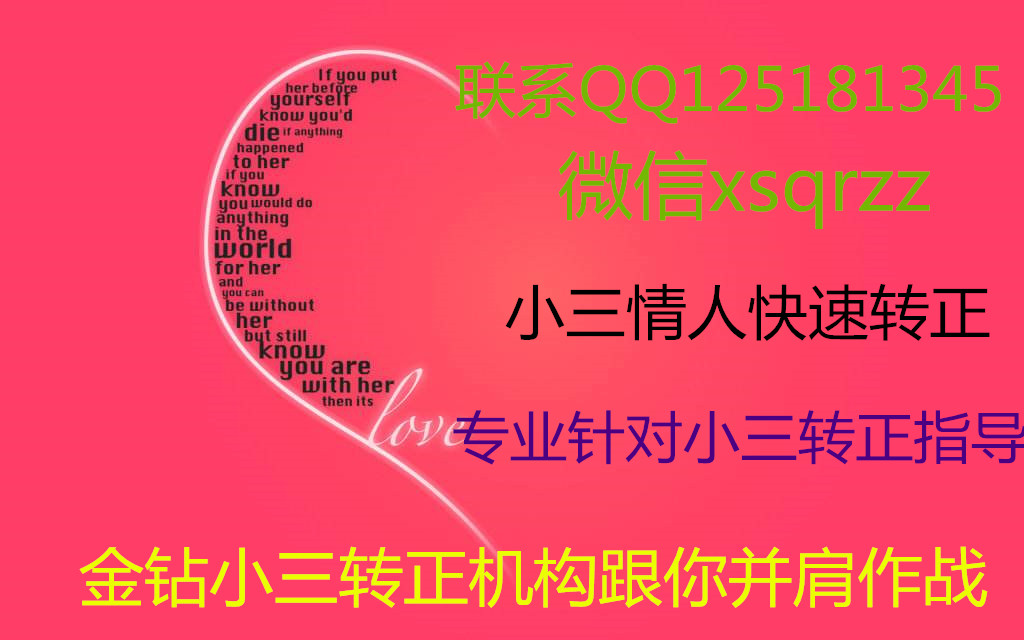 If you put
her before
yourself
know you'd
die if anything
happened
to her
if you
know
you would do
anything
in the
world
for her
and
you can
be without
her
but still
know
you are
with her
then its
love
联系QQ125181345
微信xsqrzz
小三情人快速转正
专业针对小三转正指导
金钻小三转正机构跟你并肩作战